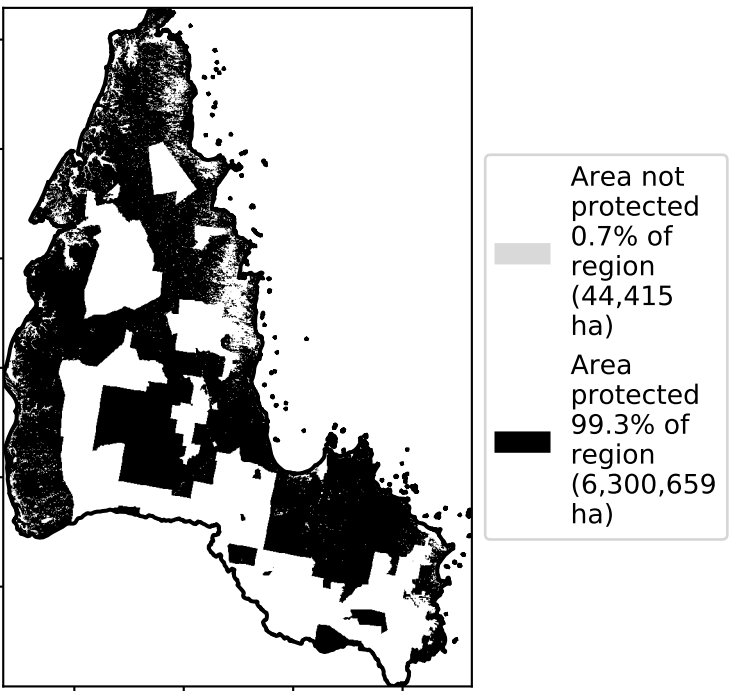 Area not
protected
0.7% of
region
(44,415
ha)
Area
protected
99.3% of
region
(6,300,659
ha)